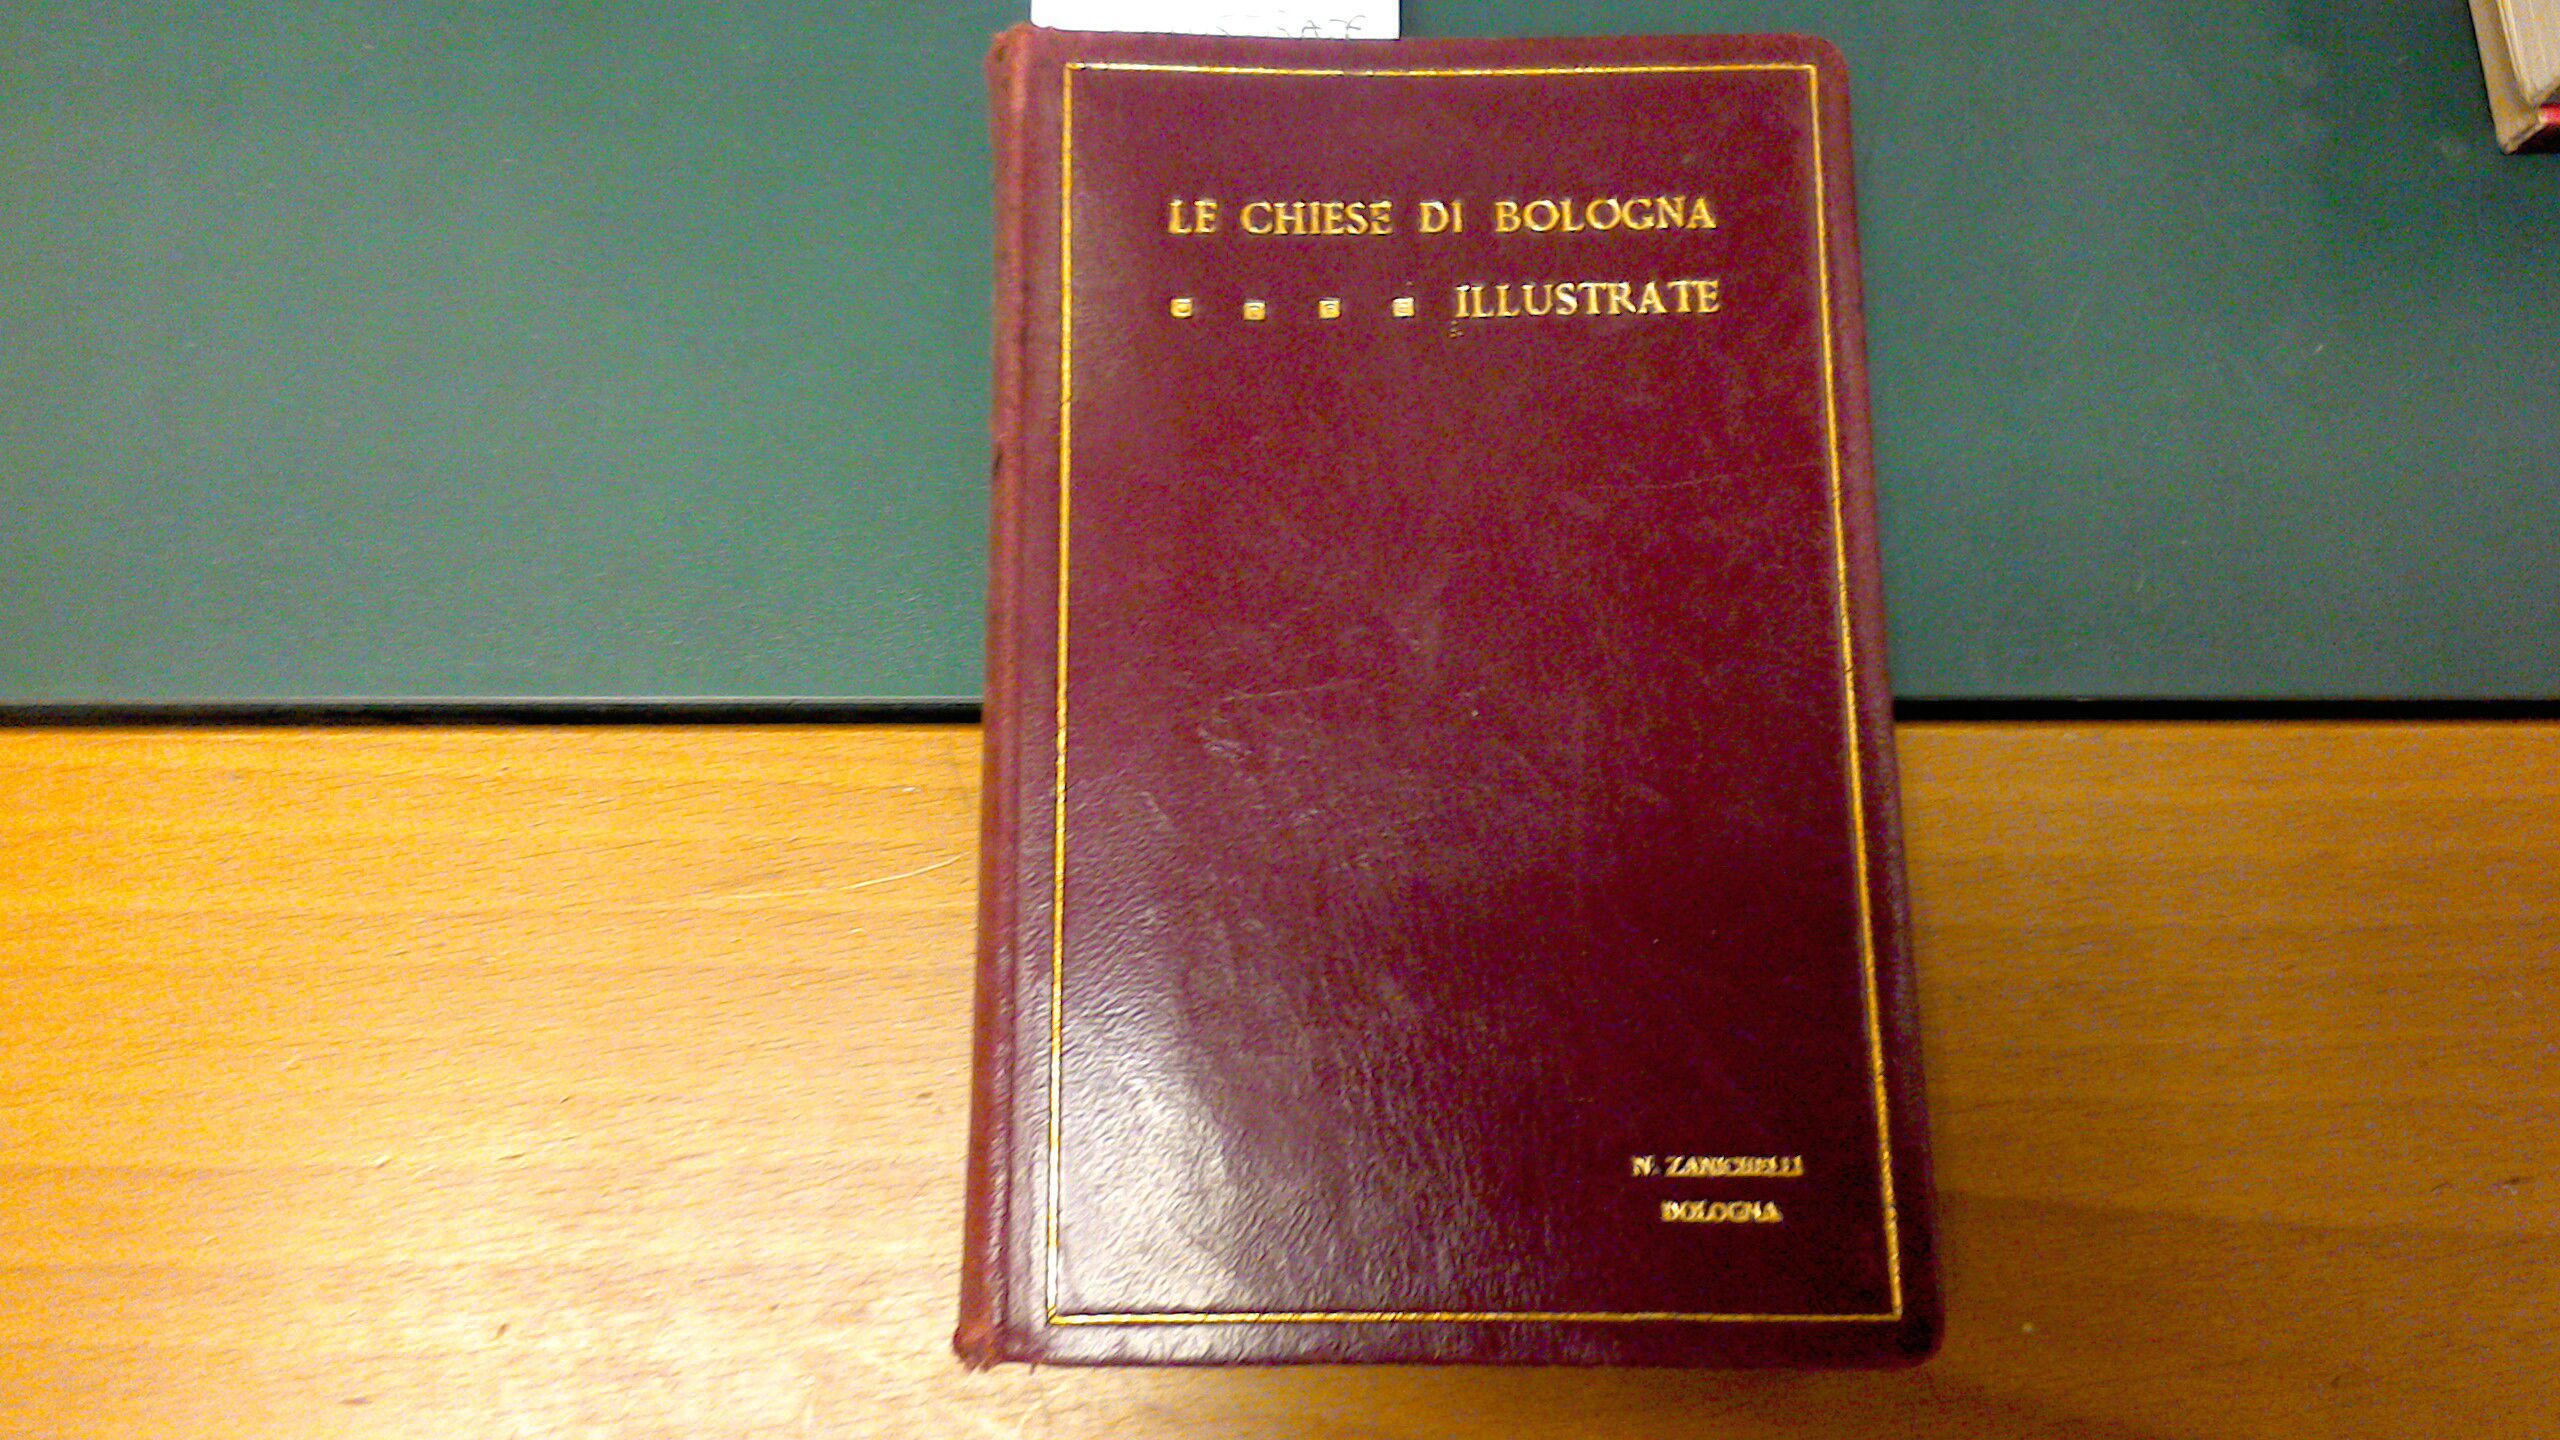 LE CHIESE DI BOLOGNA
ILLUSTRATE
N. ZANICHELLI
BOLOGNA